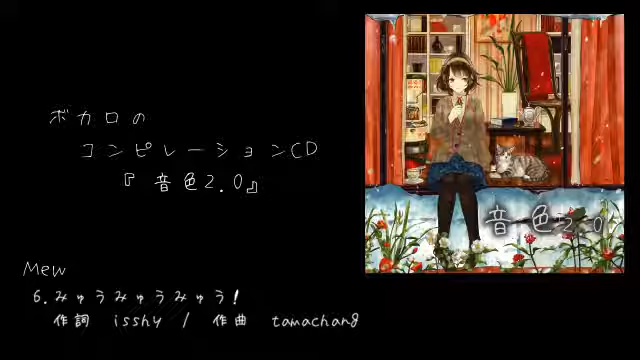 ボカロの
コンピレーションCD
『音色2.0』
音色2.0
Mew
6. みゅうみゅうみゅう!
作詞 isshy / 作曲 tamachang